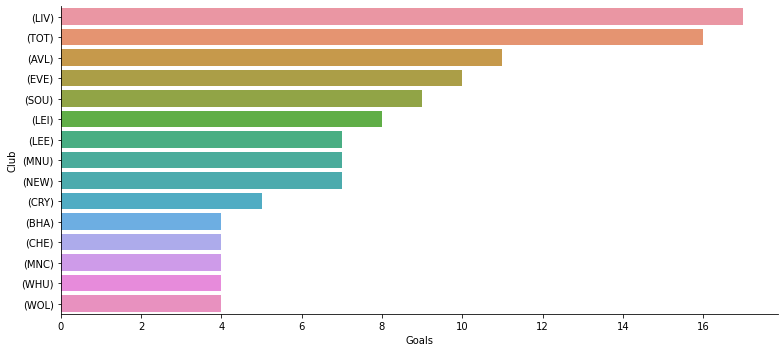 (LIV)
(TOT)
(AVL)
(EVE)
(SOU)
(LEI)
(LEE)
(MNU)
(NEW)
(CRY)
(BHA)
(CHE)
(MNC)
(WHU)
(WOL)
Club
0 2 4 6 8 10 12 14 16
Goals